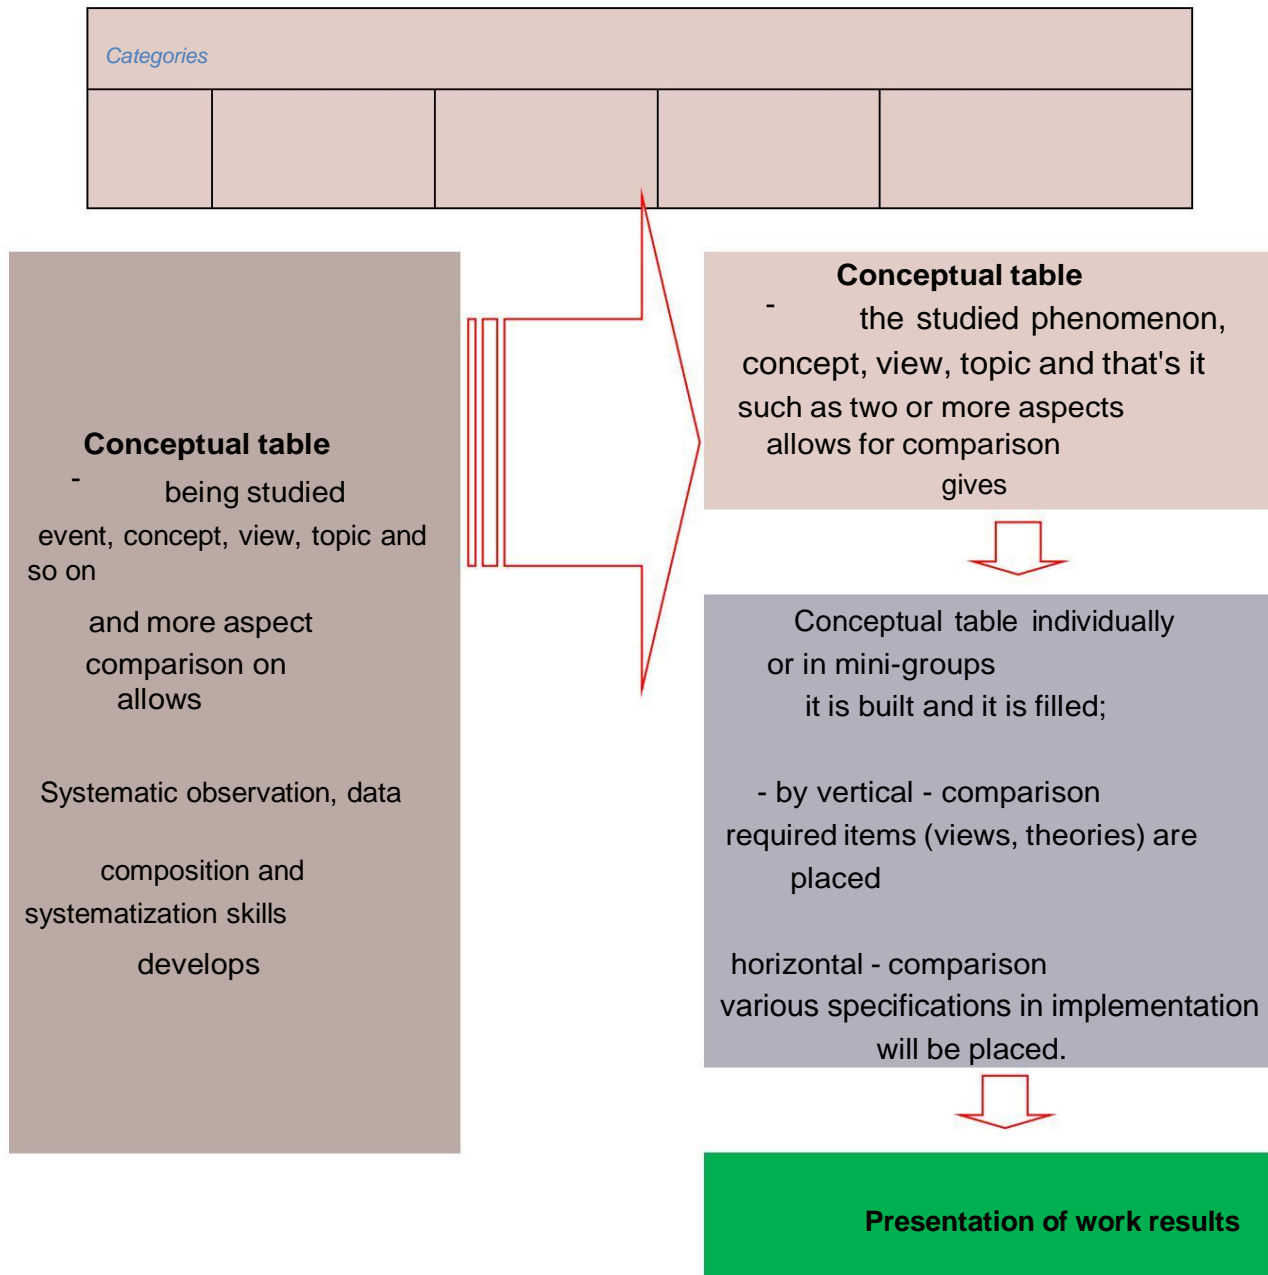 Categories
Conceptual table
- being studied
event, concept, view, topic and
so on
and more aspect
comparison on
allows
Systematic observation, data
composition and
systematization skills
develops
Conceptual table
- the studied phenomenon,
concept, view, topic and that's it
such as two or more aspects
allows for comparison
gives
Conceptual table individually
or in mini-groups
it is built and it is filled;
- by vertical - comparison
required items (views, theories) are
placed
horizontal - comparison
various specifications in implementation
will be placed.
Presentation of work results